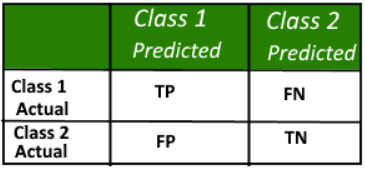 Class 1 Predicted
Class 2 Predicted
Class 1 Actual
TP
FN
Class 2 Actual
FP
TN